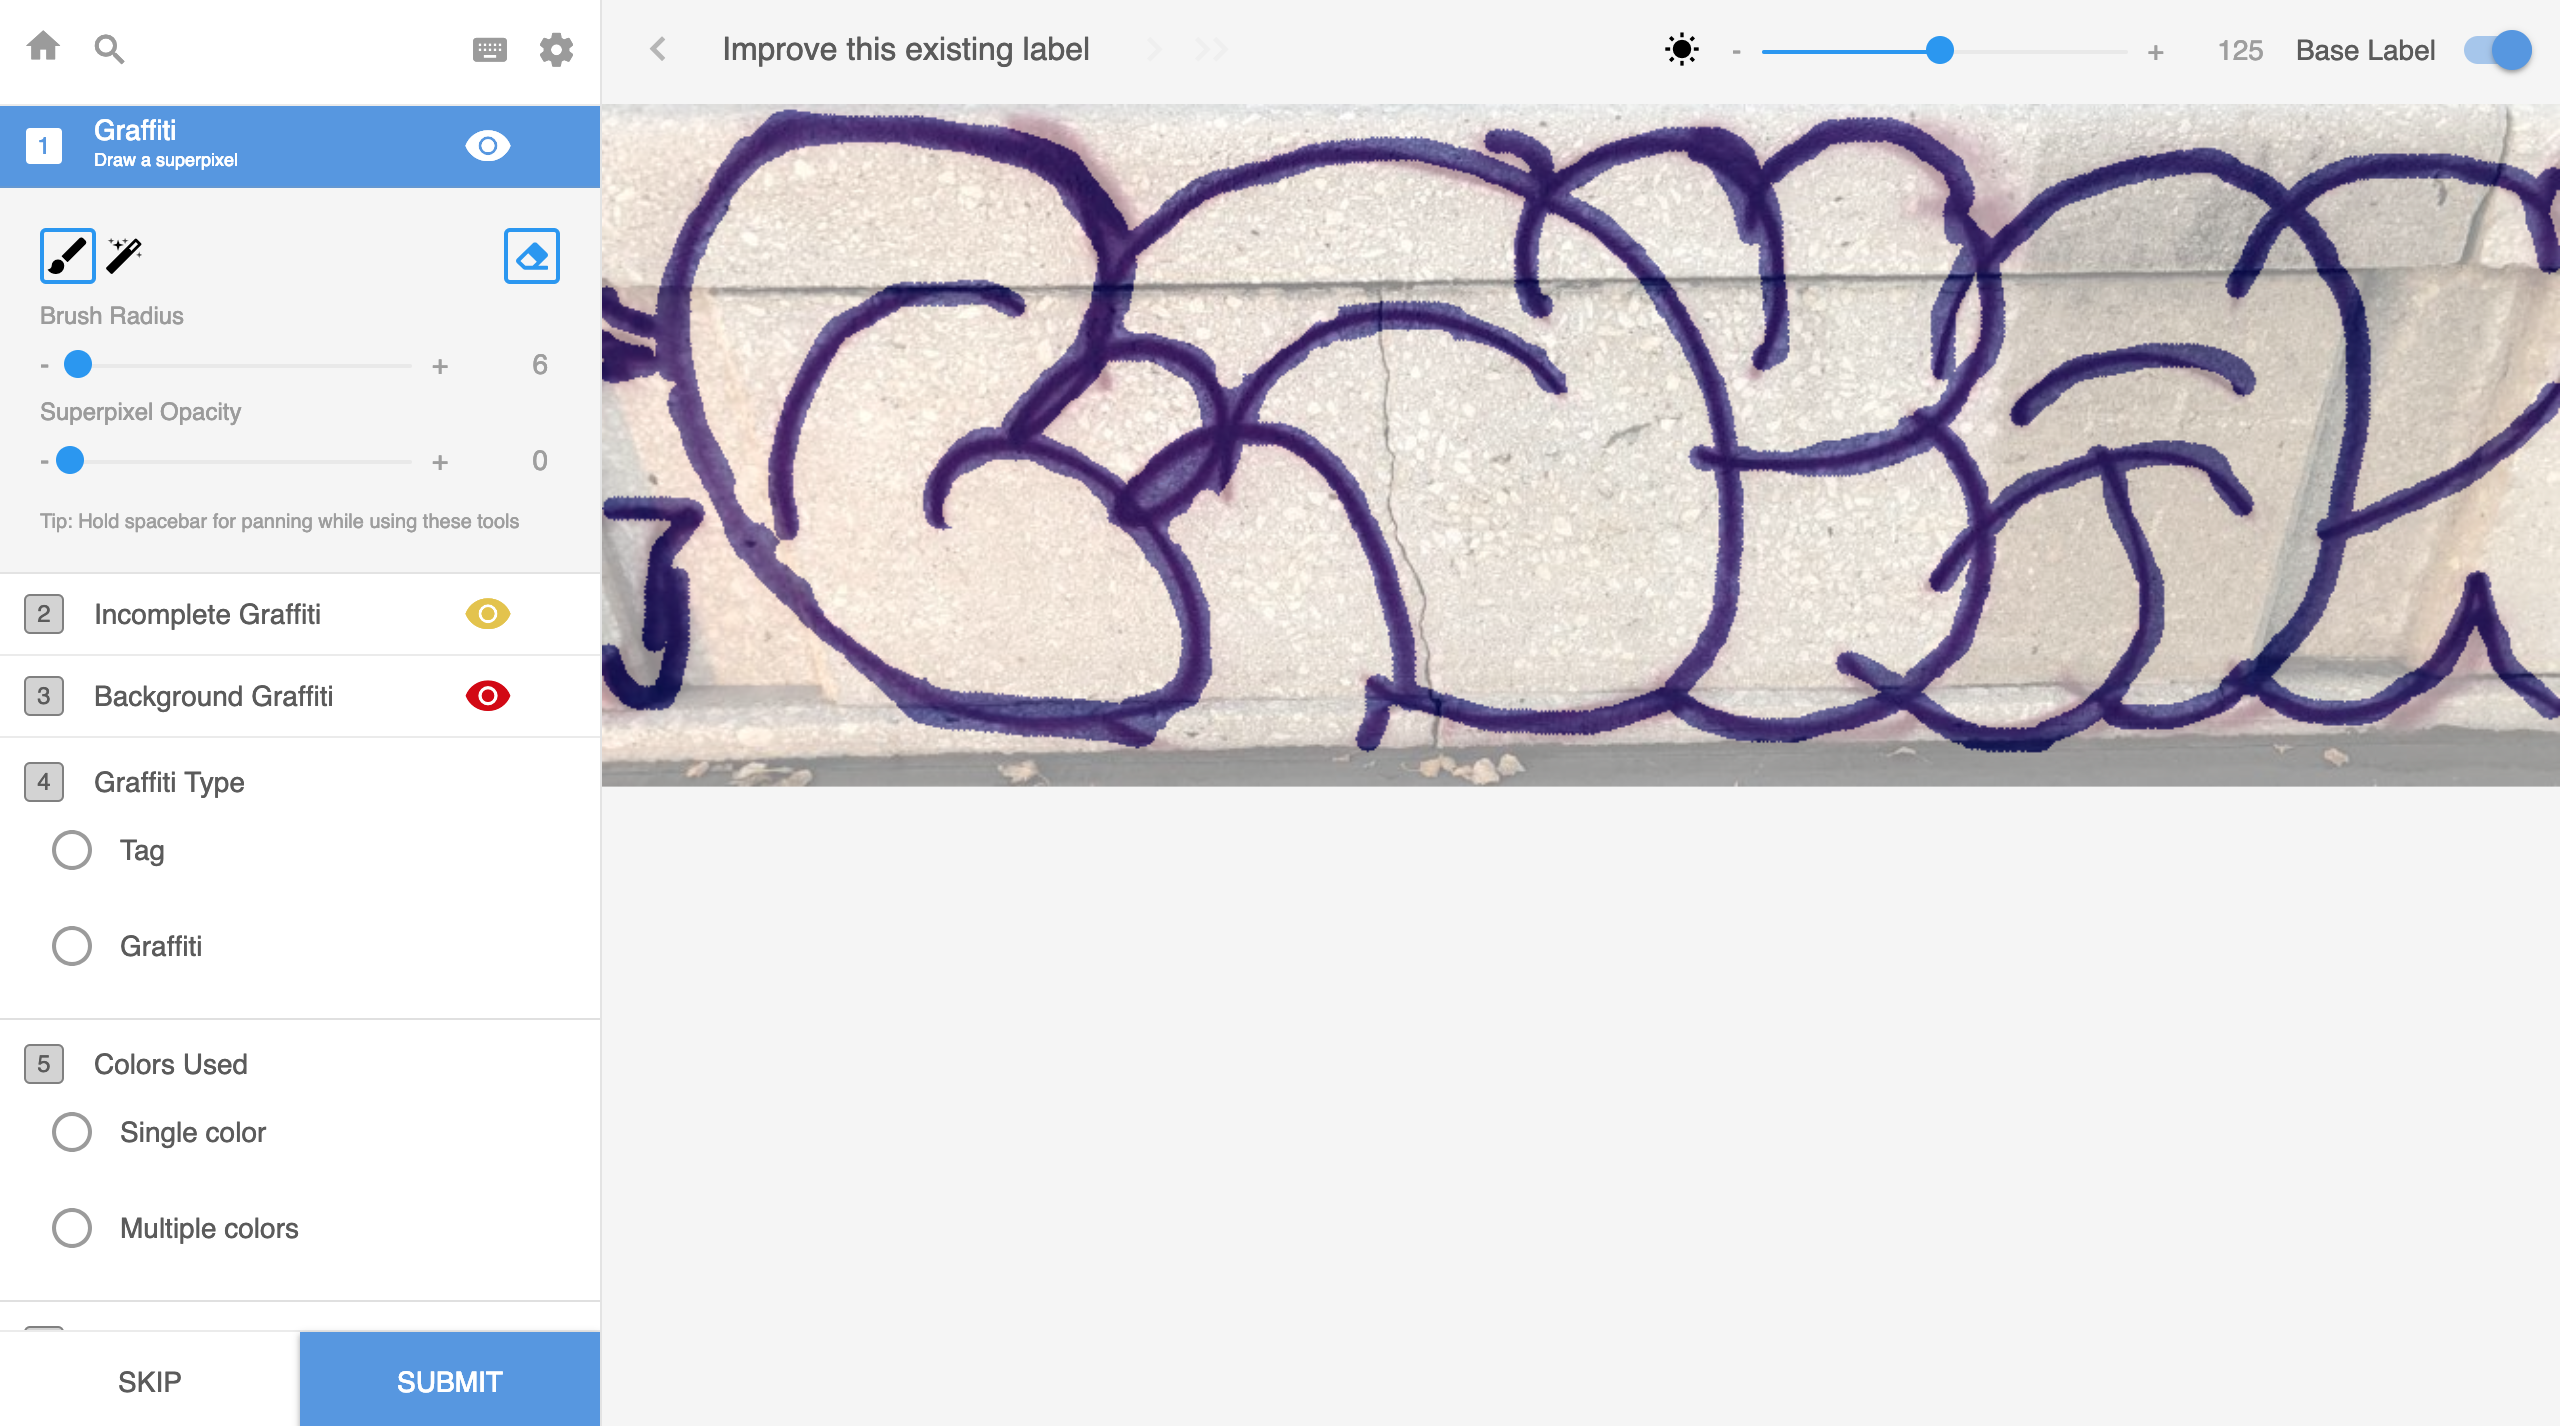 Improve this existing label
- + 125 Base Label
1 Graffiti
Draw a superpixel
Brush Radius
- + 6
Superpixel Opacity
- + 0
Tip: Hold spacebar for panning while using these tools
2 Incomplete Graffiti
3 Background Graffiti
4 Graffiti Type
Tag
Graffiti
5 Colors Used
Single color
Multiple colors
SKIP SUBMIT